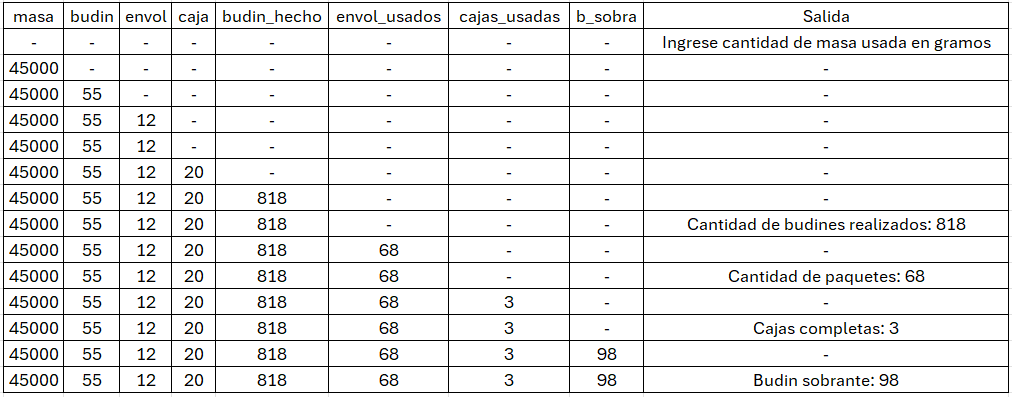 masa budin envol caja budin_hecho envol_usados cajas_usadas b_sobra Salida
- - - - - - - - Ingrese cantidad de masa usada en gramos
45000 - - - - - - - -
45000 55 - - - - - - -
45000 55 12 - - - - - -
45000 55 12 - - - - - -
45000 55 12 20 - - - - -
45000 55 12 20 818 - - - -
45000 55 12 20 818 - - - Cantidad de budines realizados: 818
45000 55 12 20 818 68 - - -
45000 55 12 20 818 68 - - Cantidad de paquetes: 68
45000 55 12 20 818 68 3 - -
45000 55 12 20 818 68 3 - Cajas completas: 3
45000 55 12 20 818 68 3 98 -
45000 55 12 20 818 68 3 98 Budin sobrante: 98